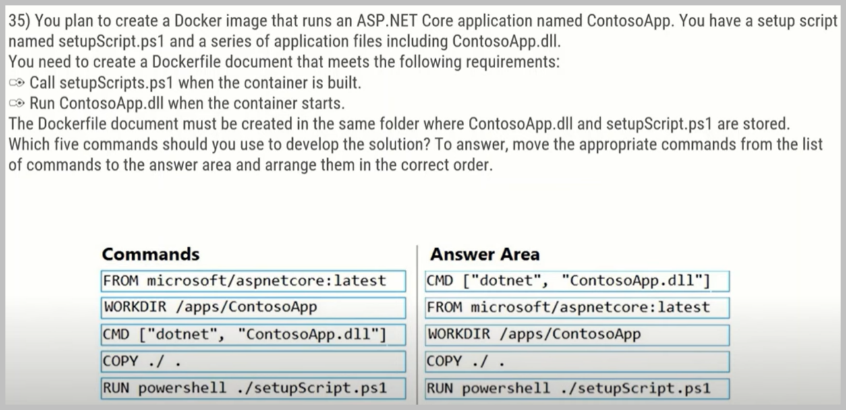 35) You plan to create a Docker image that runs an ASP.NET Core application named ContosoApp. You have a setup script
named setupScript.ps1 and a series of application files including ContosoApp.dll.
You need to create a Dockerfile document that meets the following requirements:
Call setupScripts.ps1 when the container is built.
Run ContosoApp.dll when the container starts.
The Dockerfile document must be created in the same folder where ContosoApp.dll and setupScript.ps1 are stored.
Which five commands should you use to develop the solution? To answer, move the appropriate commands from the list
of commands to the answer area and arrange them in the correct order.
Commands
FROM microsoft/aspnetcore:latest
WORKDIR /apps/ContosoApp
CMD ["dotnet", "ContosoApp.dll"]
COPY ./ .
RUN powershell ./setupScript.ps1
Answer Area
CMD ["dotnet", "ContosoApp.dll"]
FROM microsoft/aspnetcore:latest
WORKDIR /apps/ContosoApp
COPY ./ .
RUN powershell ./setupScript.ps1